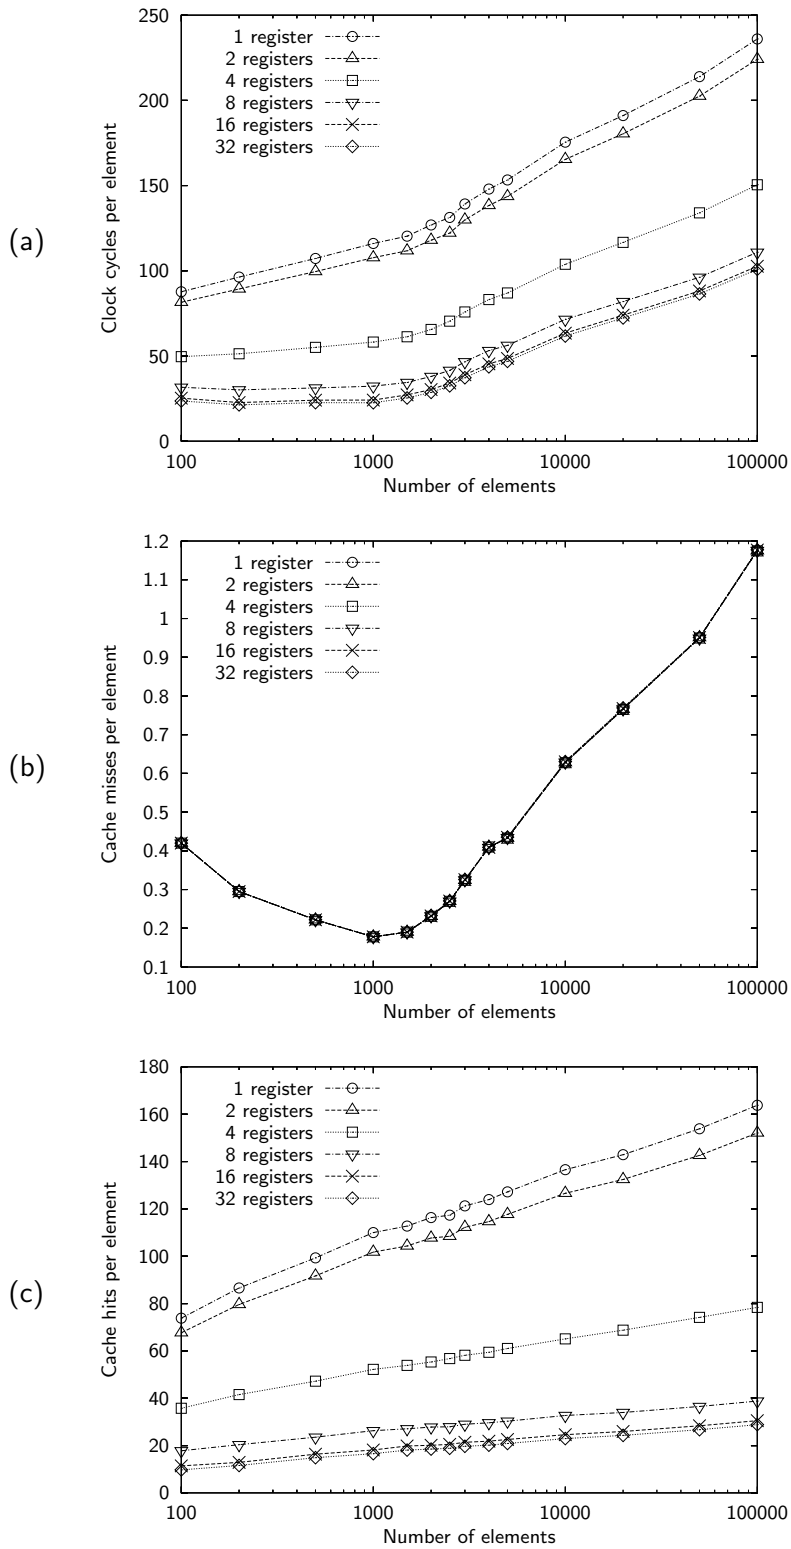 (a)
Clock cycles per element
250
200
150
100
50
0
1 register
2 registers
4 registers
8 registers
16 registers
32 registers
100 1000 10000 100000
Number of elements
(b)
Cache misses per element
1.2
1.1
1
0.9
0.8
0.7
0.6
0.5
0.4
0.3
0.2
0.1
1 register
2 registers
4 registers
8 registers
16 registers
32 registers
100 1000 10000 100000
Number of elements
(c)
Cache hits per element
180
160
140
120
100
80
60
40
20
0
1 register
2 registers
4 registers
8 registers
16 registers
32 registers
100 1000 10000 100000
Number of elements